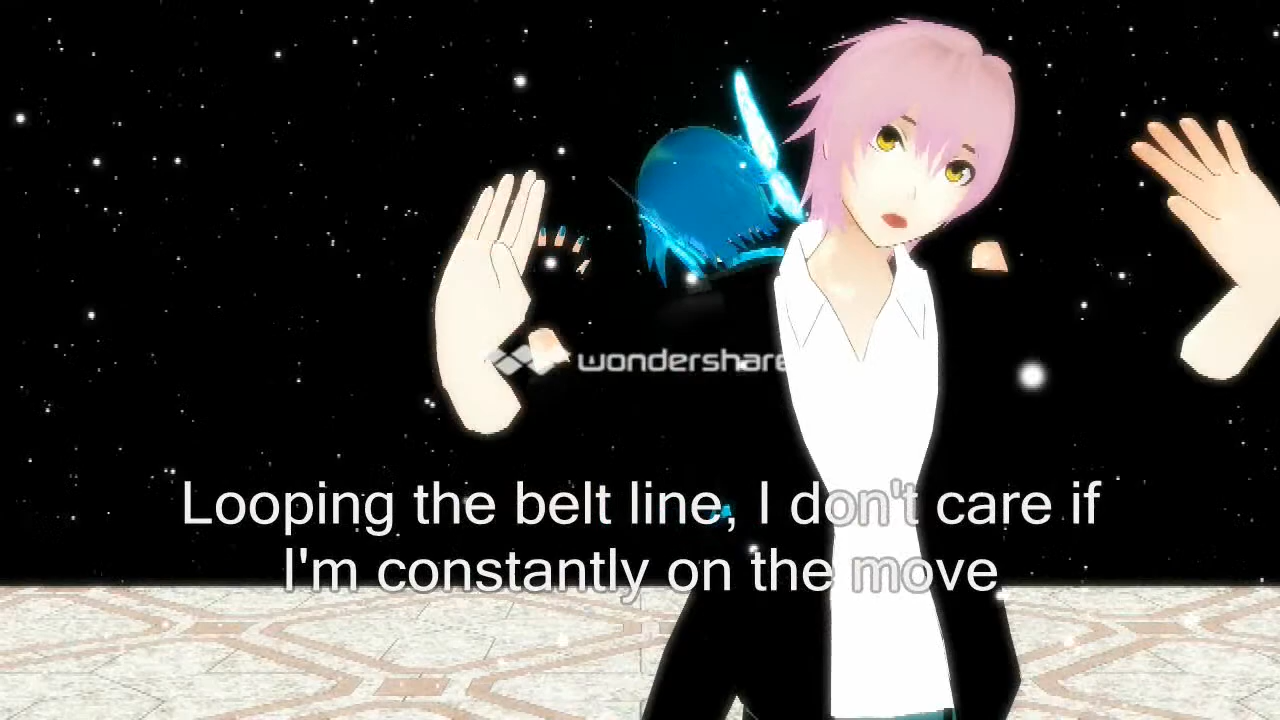 wondershare
Looping the belt line, I don't care if
I'm constantly on the move